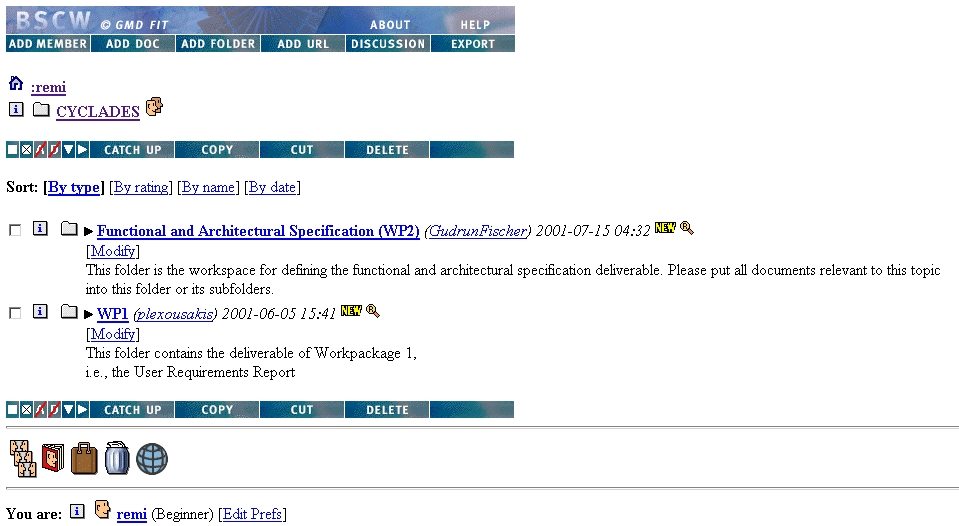 BSCW © GMD FIT ABOUT HELP
ADD MEMBER ADD DOC ADD FOLDER ADD URL DISCUSSION EXPORT
:remi
i CYCLADES
CATCH UP COPY CUT DELETE
Sort: [By type] [By rating] [By name] [By date]
i Functional and Architectural Specification (WP2) (GudrunFischer) 2001-07-15 04:32 NEW
[Modify]
This folder is the workspace for defining the functional and architectural specification deliverable. Please put all documents relevant to this topic
into this folder or its subfolders.
i WP1 (plexousakis) 2001-06-05 15:41 NEW
[Modify]
This folder contains the deliverable of Workpackage 1,
i.e., the User Requirements Report
CATCH UP COPY CUT DELETE
You are: i remi (Beginner) [Edit Prefs]